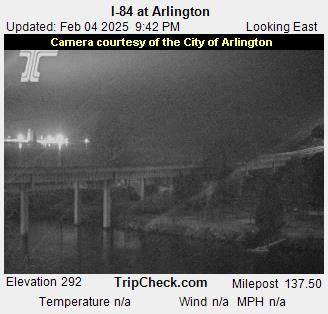 I-84 at Arlington
Updated: Feb 04 2025 9:42 PM Looking East
Camera courtesy of the City of Arlington
Elevation 292 TripCheck.com Milepost 137.50
Temperature n/a Wind n/a MPH n/a